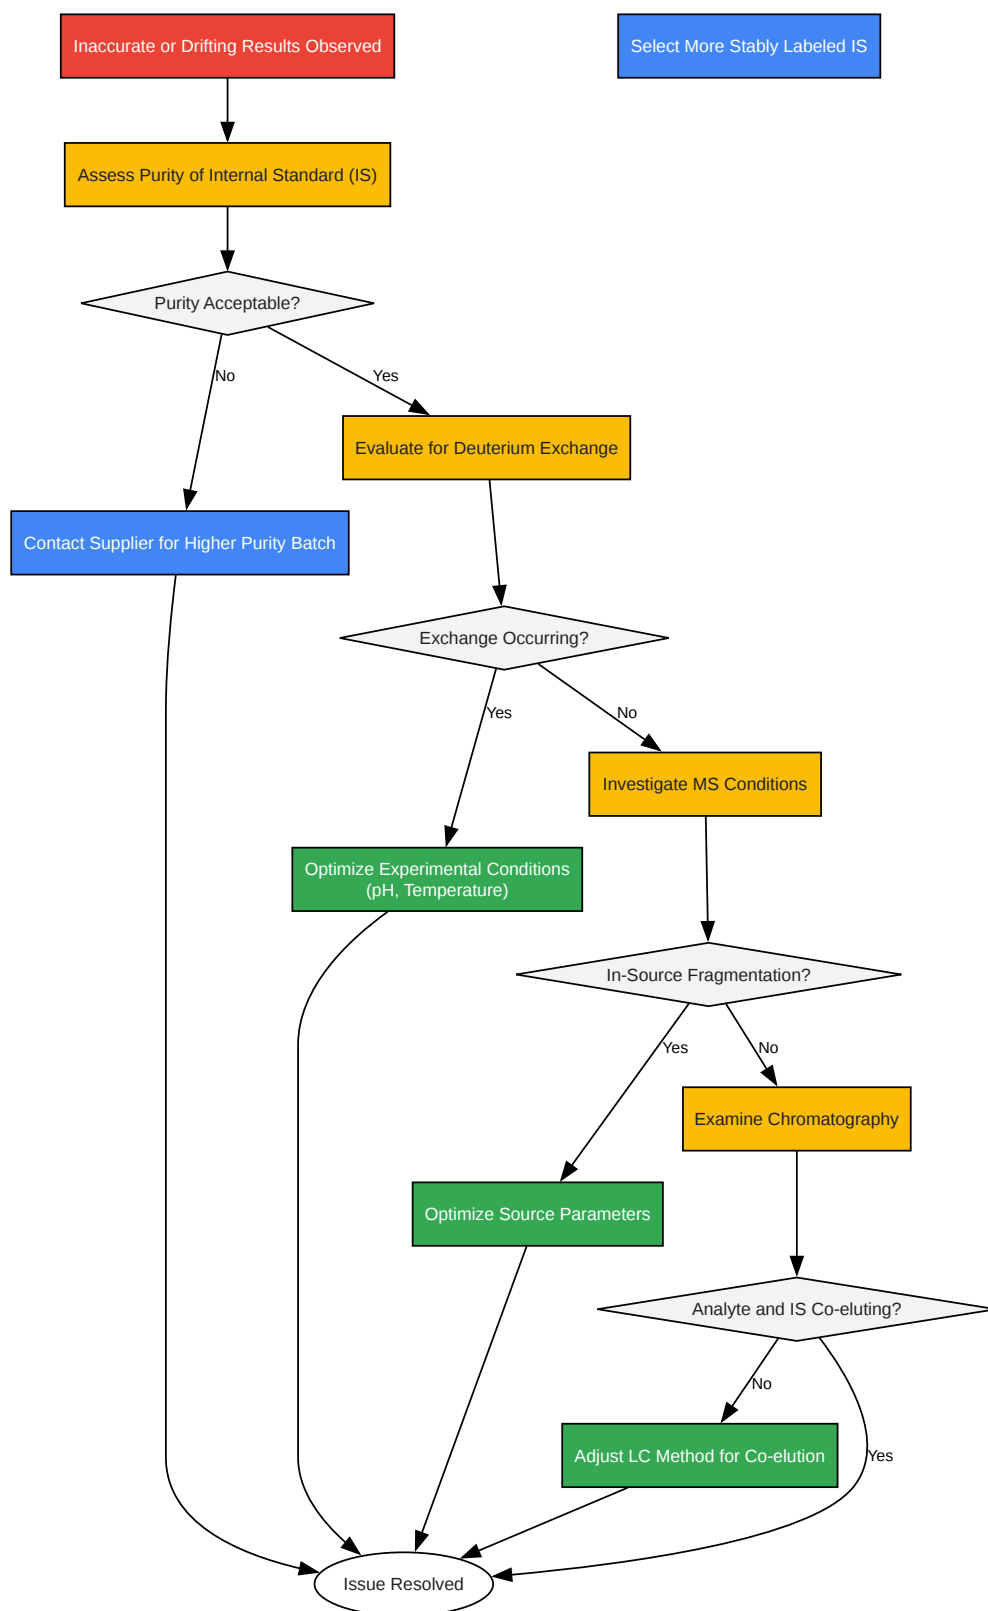 Inaccurate or Drifting Results Observed
Select More Stably Labeled IS
Assess Purity of Internal Standard (IS)
Purity Acceptable?
No
Yes
Evaluate for Deuterium Exchange
Contact Supplier for Higher Purity Batch
Exchange Occurring?
Yes
No
Investigate MS Conditions
Optimize Experimental Conditions
(pH, Temperature)
In-Source Fragmentation?
Yes
No
Examine Chromatography
Optimize Source Parameters
Analyte and IS Co-eluting?
No
Adjust LC Method for Co-elution
Yes
Issue Resolved